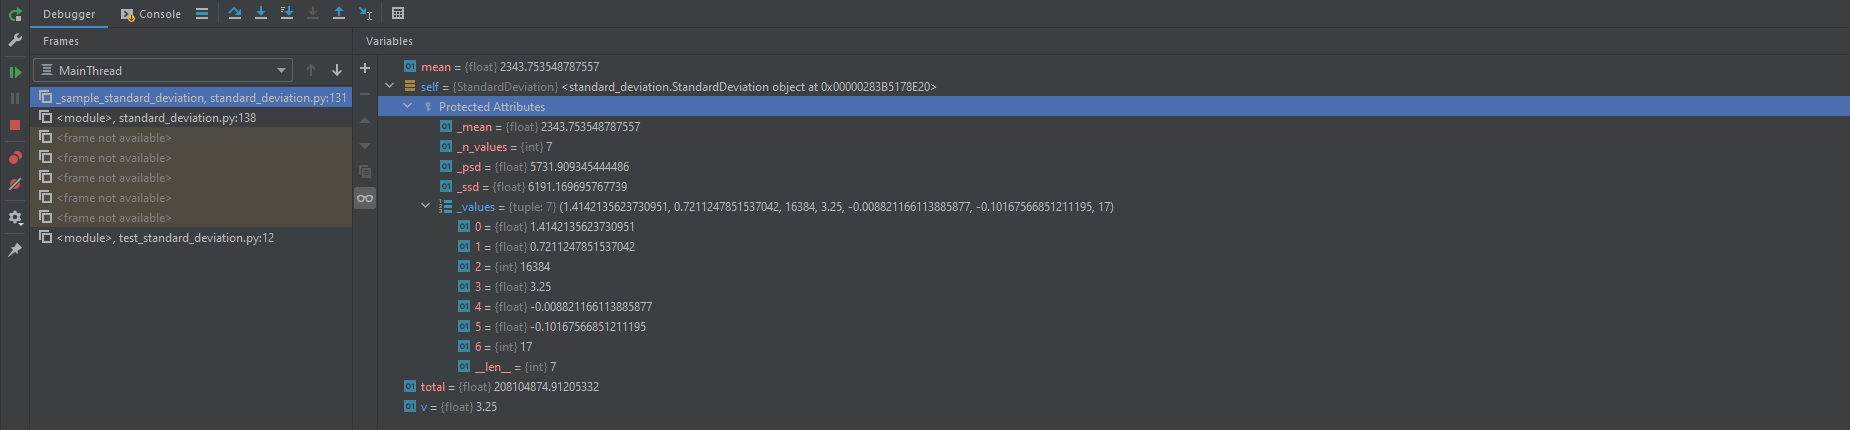 Debugger Console
Frames
MainThread
_sample_standard_deviation, standard_deviation.py:131
<module>, standard_deviation.py:138
<frame not available>
<frame not available>
<frame not available>
<frame not available>
<frame not available>
<module>, test_standard_deviation.py:12
Variables
mean = {float} 2343.753548787557
self = {StandardDeviation} <standard_deviation.StandardDeviation object at 0x00000283B5178E20>
Protected Attributes
_mean = {float} 2343.753548787557
_n_values = {int} 7
_psd = {float} 5731.909345444486
_ssd = {float} 6191.169695767739
_values = {tuple: 7} (1.4142135623730951, 0.7211247851537042, 16384, 3.25, -0.008821166113885877, -0.10167566851211195, 17)
0 = {float} 1.4142135623730951
1 = {float} 0.7211247851537042
2 = {int} 16384
3 = {float} 3.25
4 = {float} -0.008821166113885877
5 = {float} -0.10167566851211195
6 = {int} 17
__len__ = {int} 7
total = {float} 208104874.91205332
v = {float} 3.25